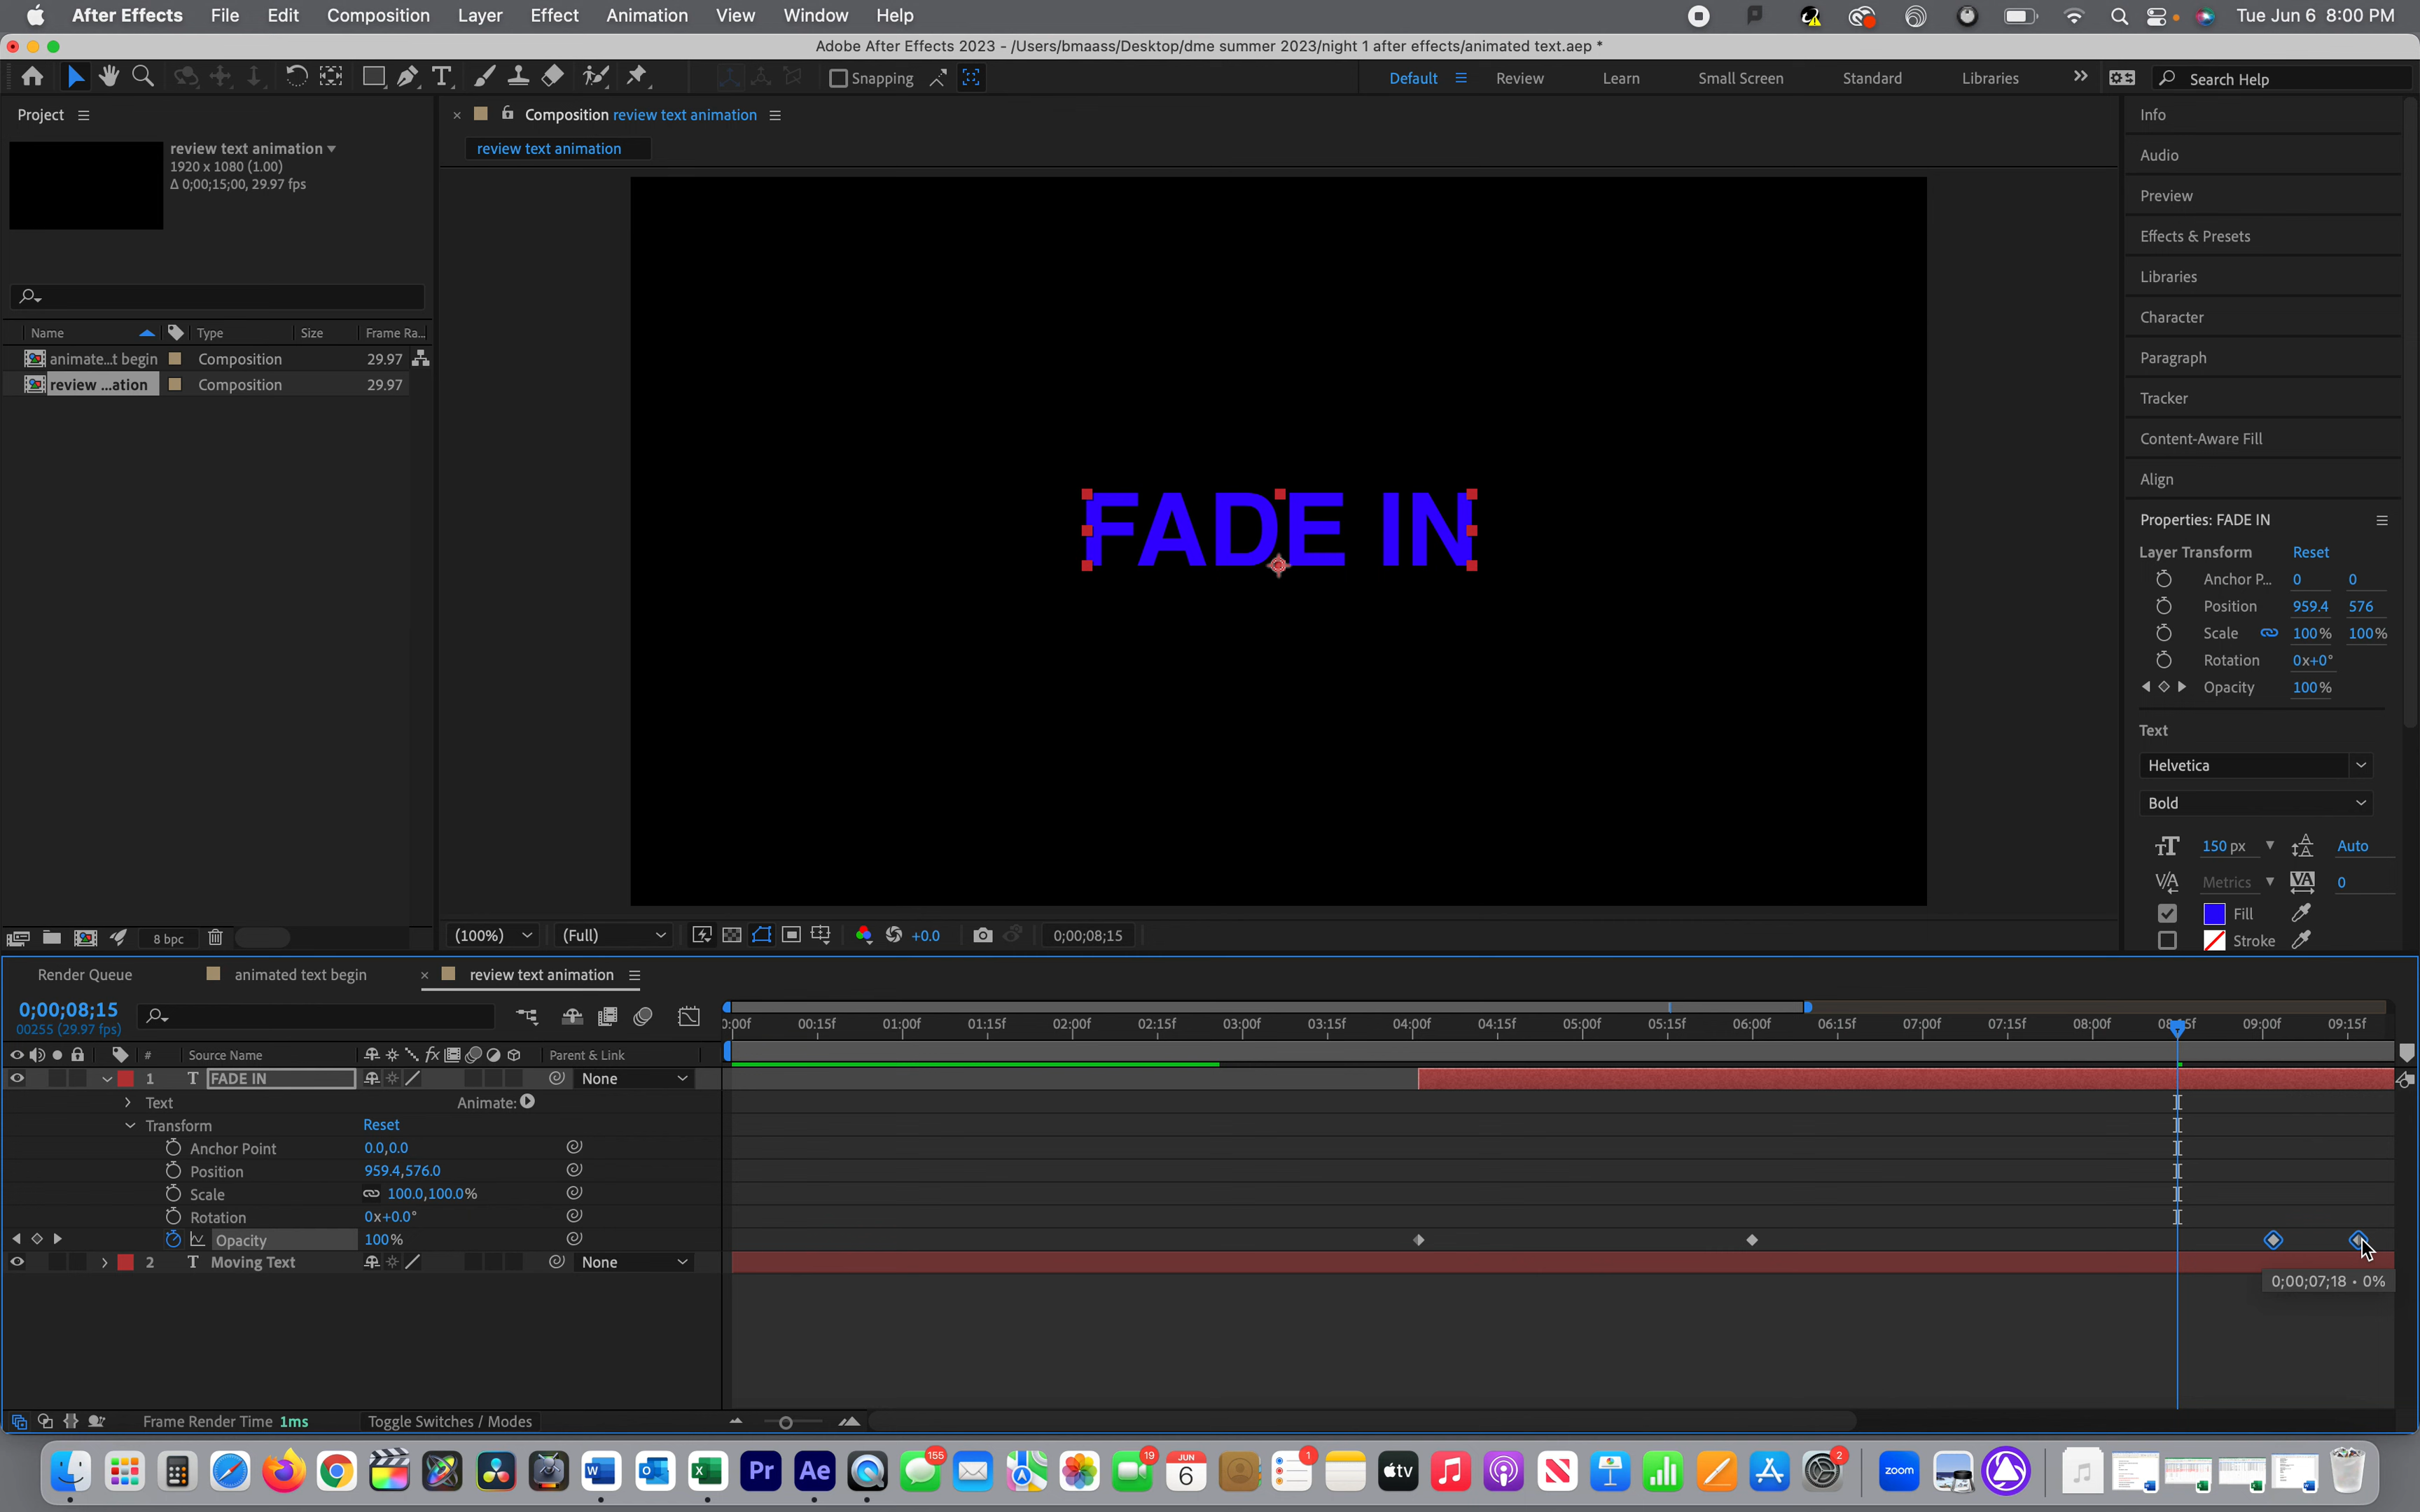 After Effects File Edit Composition Layer Effect Animation View Window Help Tue Jun 6 8:00 PM
Adobe After Effects 2023 - /Users/bmaass/Desktop/dme summer 2023/night 1 after effects/animated text.aep *
Snapping Default Review Learn Small Screen Standard Libraries Search Help
Project
review text animation
1920 x 1080 (1.00)
Δ 0;00;15;00, 29.97 fps
Name Type Size Frame Ra...
animate...t begin Composition 29.97
review ...ation Composition 29.97
8 bpc
Composition review text animation
review text animation
FADE IN
(100%) (Full) +0.0 0;00;08;15
Info
Audio
Preview
Effects & Presets
Libraries
Character
Paragraph
Tracker
Content-Aware Fill
Align
Properties: FADE IN
Layer Transform Reset
Anchor P... 0 0
Position 959.4 576
Scale 100% 100%
Rotation 0x+0°
Opacity 100%
Text
Helvetica
Bold
150 px Auto
Metrics 0
Fill
Stroke
Render Queue animated text begin review text animation
0;00;08;15
00255 (29.97 fps)
00:15f 01:00f 01:15f 02:00f 02:15f 03:00f 03:15f 04:00f 04:15f 05:00f 05:15f 06:00f 06:15f 07:00f 07:15f 08:00f 09:00f 09:15f
# Source Name Parent & Link
1 T FADE IN None
Text Animate:
Transform Reset
Anchor Point 0.0,0.0
Position 959.4,576.0
Scale 100.0,100.0%
Rotation 0x+0.0°
Opacity 100%
2 T Moving Text None
0;00;07;18 • 0%
Frame Render Time 1ms Toggle Switches / Modes
W X Pr Ae 155 19 JUN 6 1 tv 2 zoom